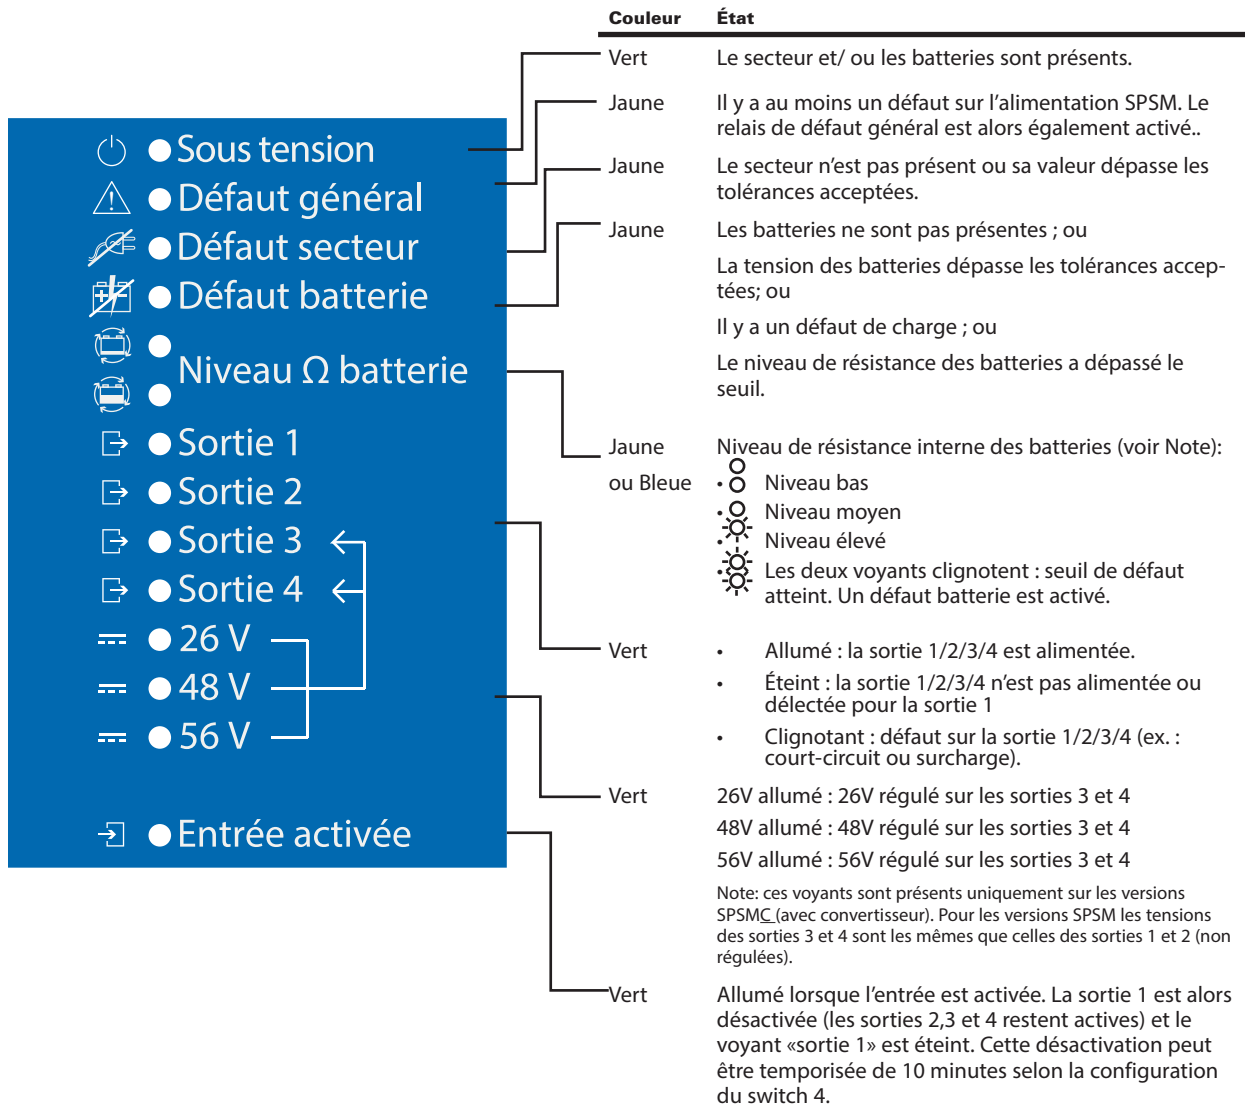 Couleur État
Vert Le secteur et/ ou les batteries sont présents.
Jaune Il y a au moins un défaut sur l’alimentation SPSM. Le
relais de défaut général est alors également activé..
Jaune Le secteur n’est pas présent ou sa valeur dépasse les
tolérances acceptées.
Jaune Les batteries ne sont pas présentes ; ou
La tension des batteries dépasse les tolérances accep-
tées; ou
Il y a un défaut de charge ; ou
Le niveau de résistance des batteries a dépassé le
seuil.
Jaune Niveau de résistance interne des batteries (voir Note):
ou Bleue • Niveau bas
• Niveau moyen
• Niveau élevé
• Les deux voyants clignotent : seuil de défaut
atteint. Un défaut batterie est activé.
Vert • Allumé : la sortie 1/2/3/4 est alimentée.
• Éteint : la sortie 1/2/3/4 n’est pas alimentée ou
délectée pour la sortie 1
• Clignotant : défaut sur la sortie 1/2/3/4 (ex. :
court-circuit ou surcharge).
Vert 26V allumé : 26V régulé sur les sorties 3 et 4
48V allumé : 48V régulé sur les sorties 3 et 4
56V allumé : 56V régulé sur les sorties 3 et 4
Note: ces voyants sont présents uniquement sur les versions
SPSMC (avec convertisseur). Pour les versions SPSM les tensions
des sorties 3 et 4 sont les mêmes que celles des sorties 1 et 2 (non
régulées).
Vert Allumé lorsque l’entrée est activée. La sortie 1 est alors
désactivée (les sorties 2,3 et 4 restent actives) et le
voyant «sortie 1» est éteint. Cette désactivation peut
être temporisée de 10 minutes selon la configuration
du switch 4.
Sous tension
Défaut général
Défaut secteur
Défaut batterie
Niveau Ω batterie
Sortie 1
Sortie 2
Sortie 3
Sortie 4
26 V
48 V
56 V
Entrée activée